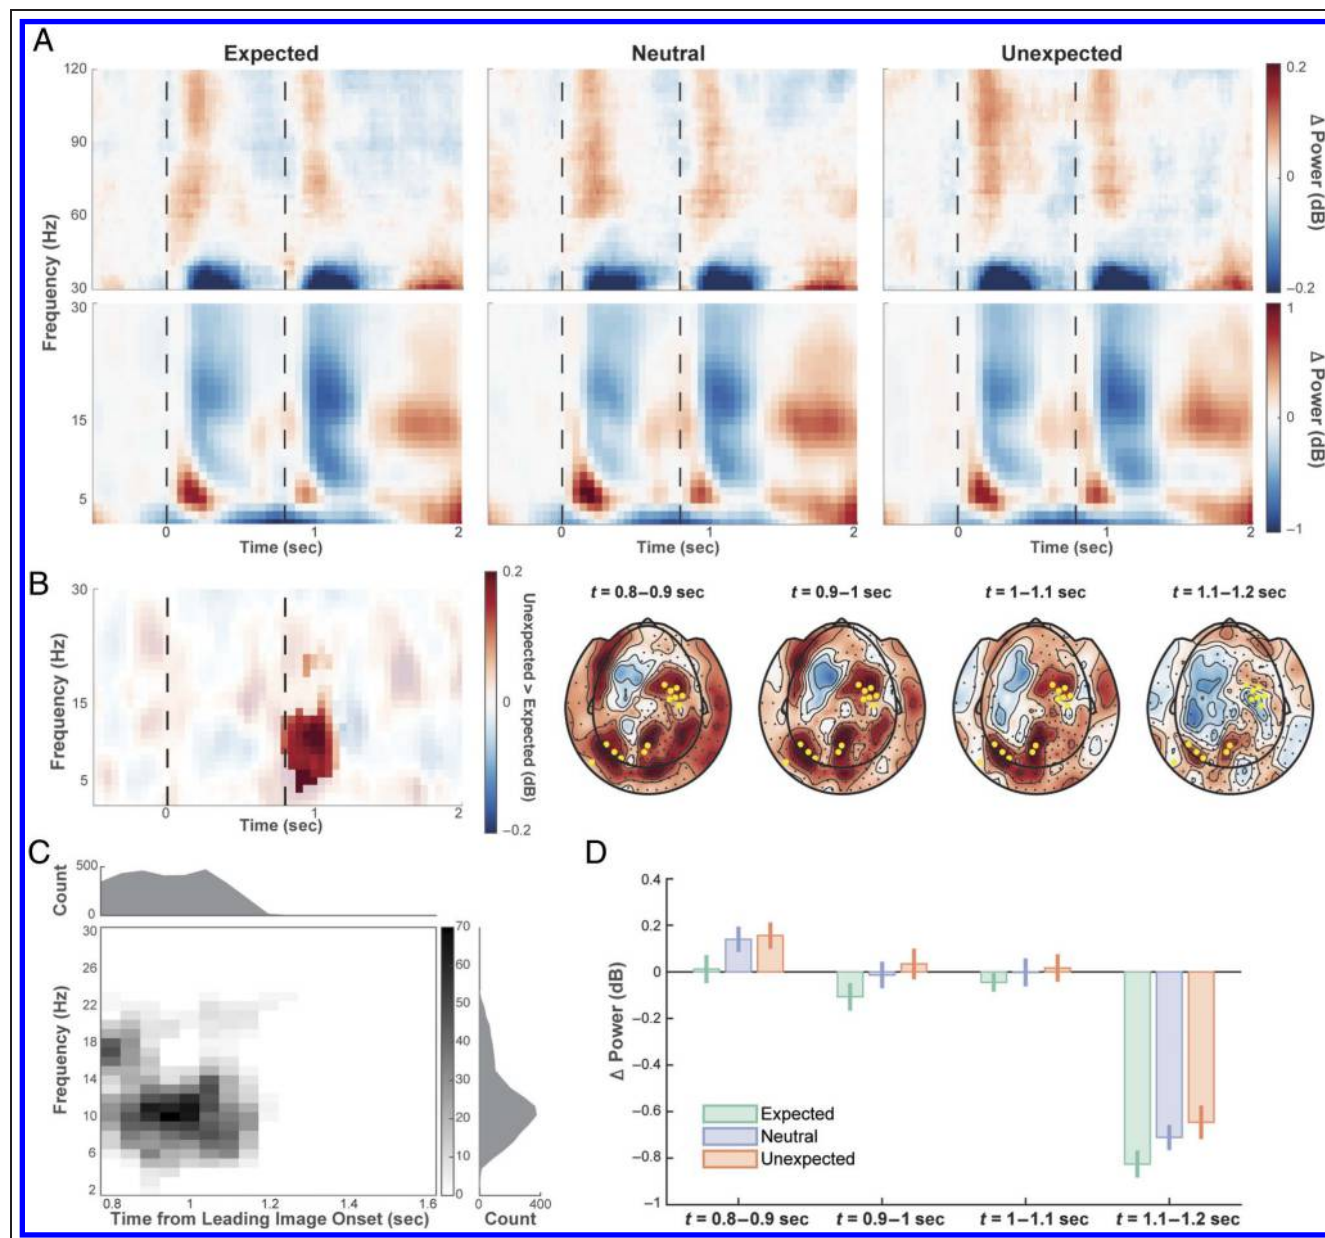 A
Expected
Neutral
Unexpected
120
90
60
30
Frequency (Hz)
0.2
0
−0.2
Δ Power (dB)
30
15
5
1
0
−1
Δ Power (dB)
0 1 2
0 1 2
0 1 2
Time (sec)
Time (sec)
Time (sec)
B
30
15
5
Frequency (Hz)
0 1 2
Time (sec)
0.2
0
−0.2
Unexpected > Expected (dB)
t = 0.8–0.9 sec
t = 0.9–1 sec
t = 1–1.1 sec
t = 1.1–1.2 sec
C
500
0
Count
30
26
22
18
14
10
6
2
Frequency (Hz)
0.8 1 1.2 1.4 1.6
Time from Leading Image Onset (sec)
70
60
50
40
30
20
10
0
0 400
Count
D
0.4
0.2
0
−0.2
−0.4
−0.6
−0.8
−1
Δ Power (dB)
Expected
Neutral
Unexpected
t = 0.8–0.9 sec
t = 0.9–1 sec
t = 1–1.1 sec
t = 1.1–1.2 sec